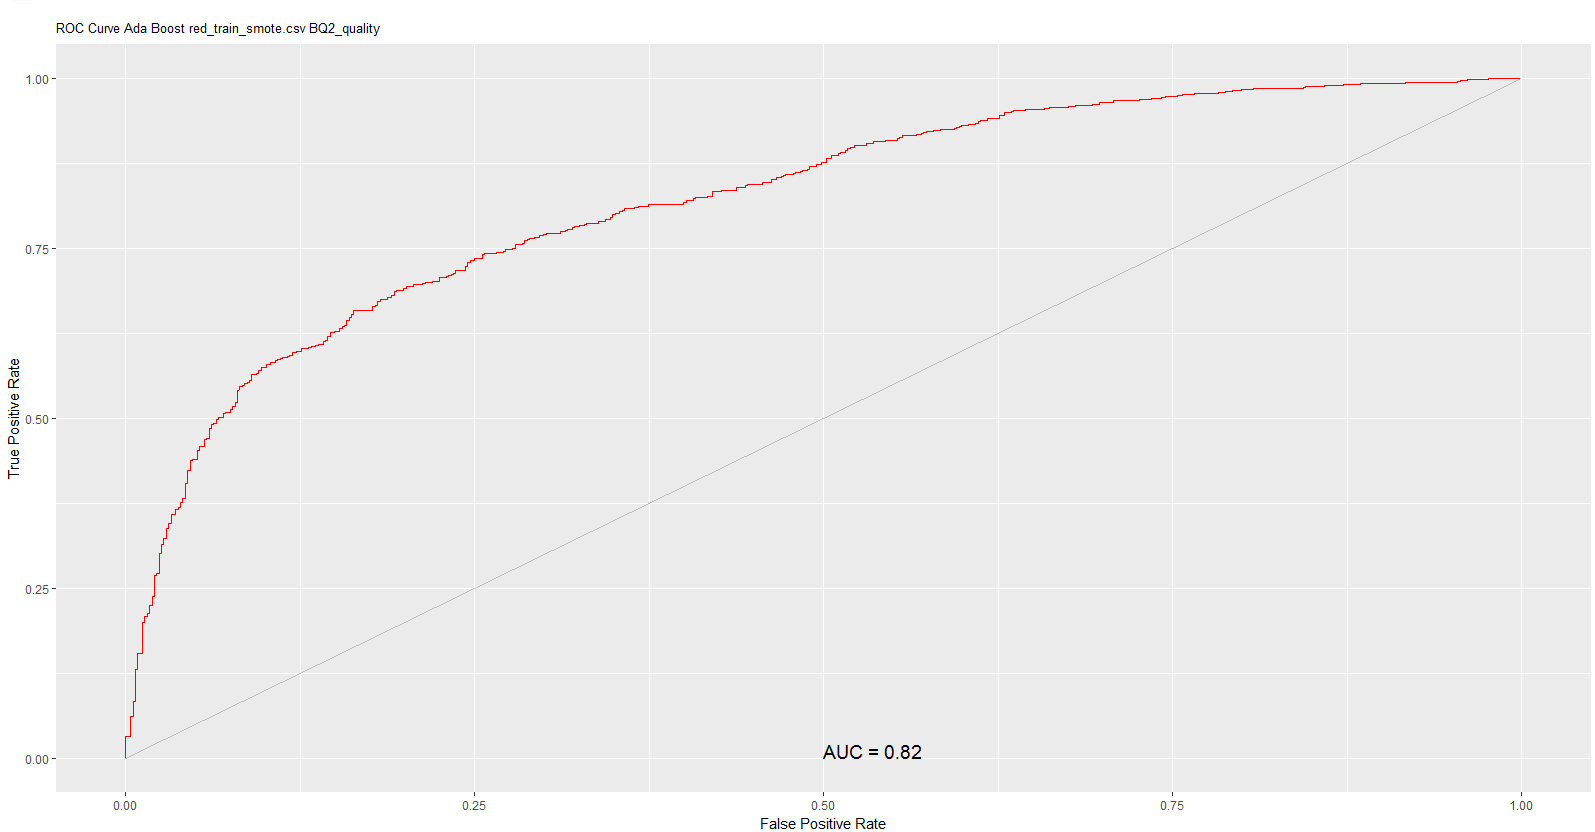 ROC Curve Ada Boost red_train_smote.csv BQ2_quality
1.00
0.75
0.50
0.25
0.00
True Positive Rate
AUC = 0.82
0.00 0.25 0.50 0.75 1.00
False Positive Rate